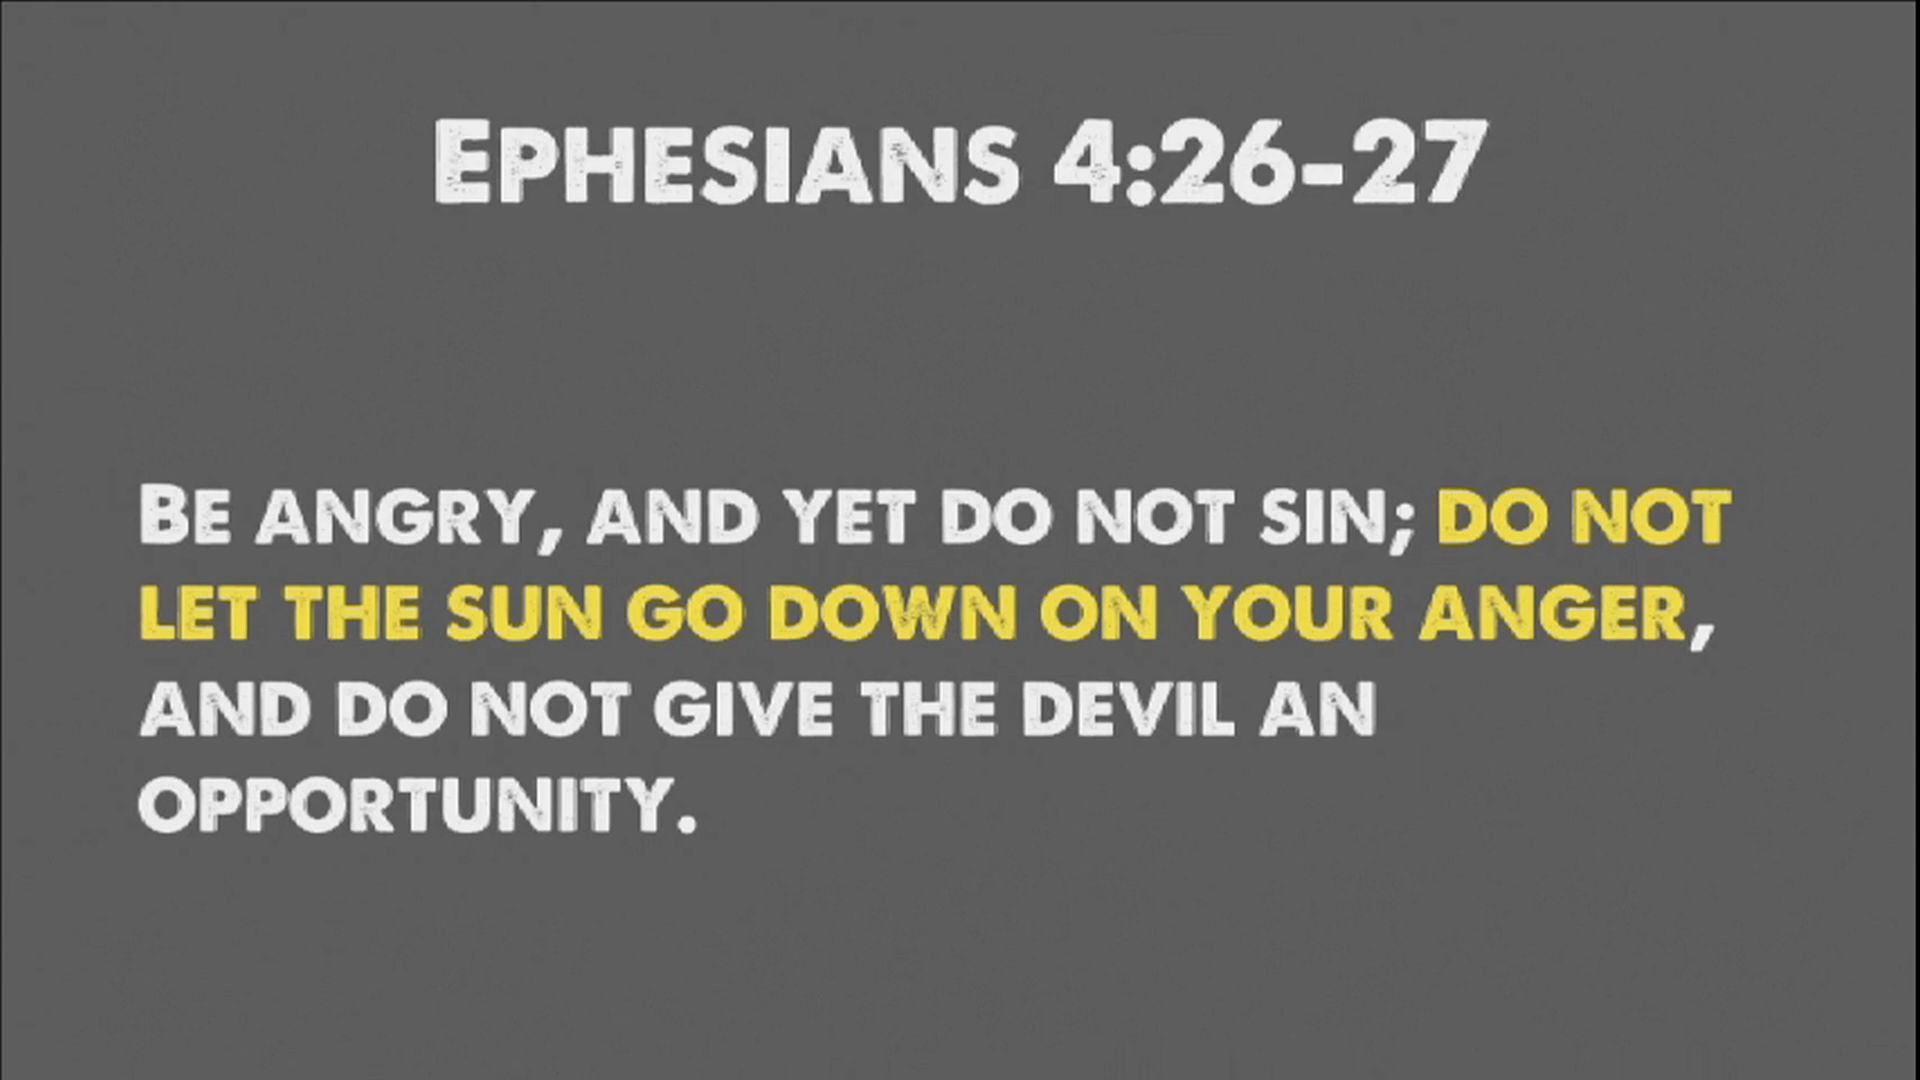 EPHESIANS 4:26-27
BE ANGRY, AND YET DO NOT SIN; DO NOT
LET THE SUN GO DOWN ON YOUR ANGER,
AND DO NOT GIVE THE DEVIL AN
OPPORTUNITY.